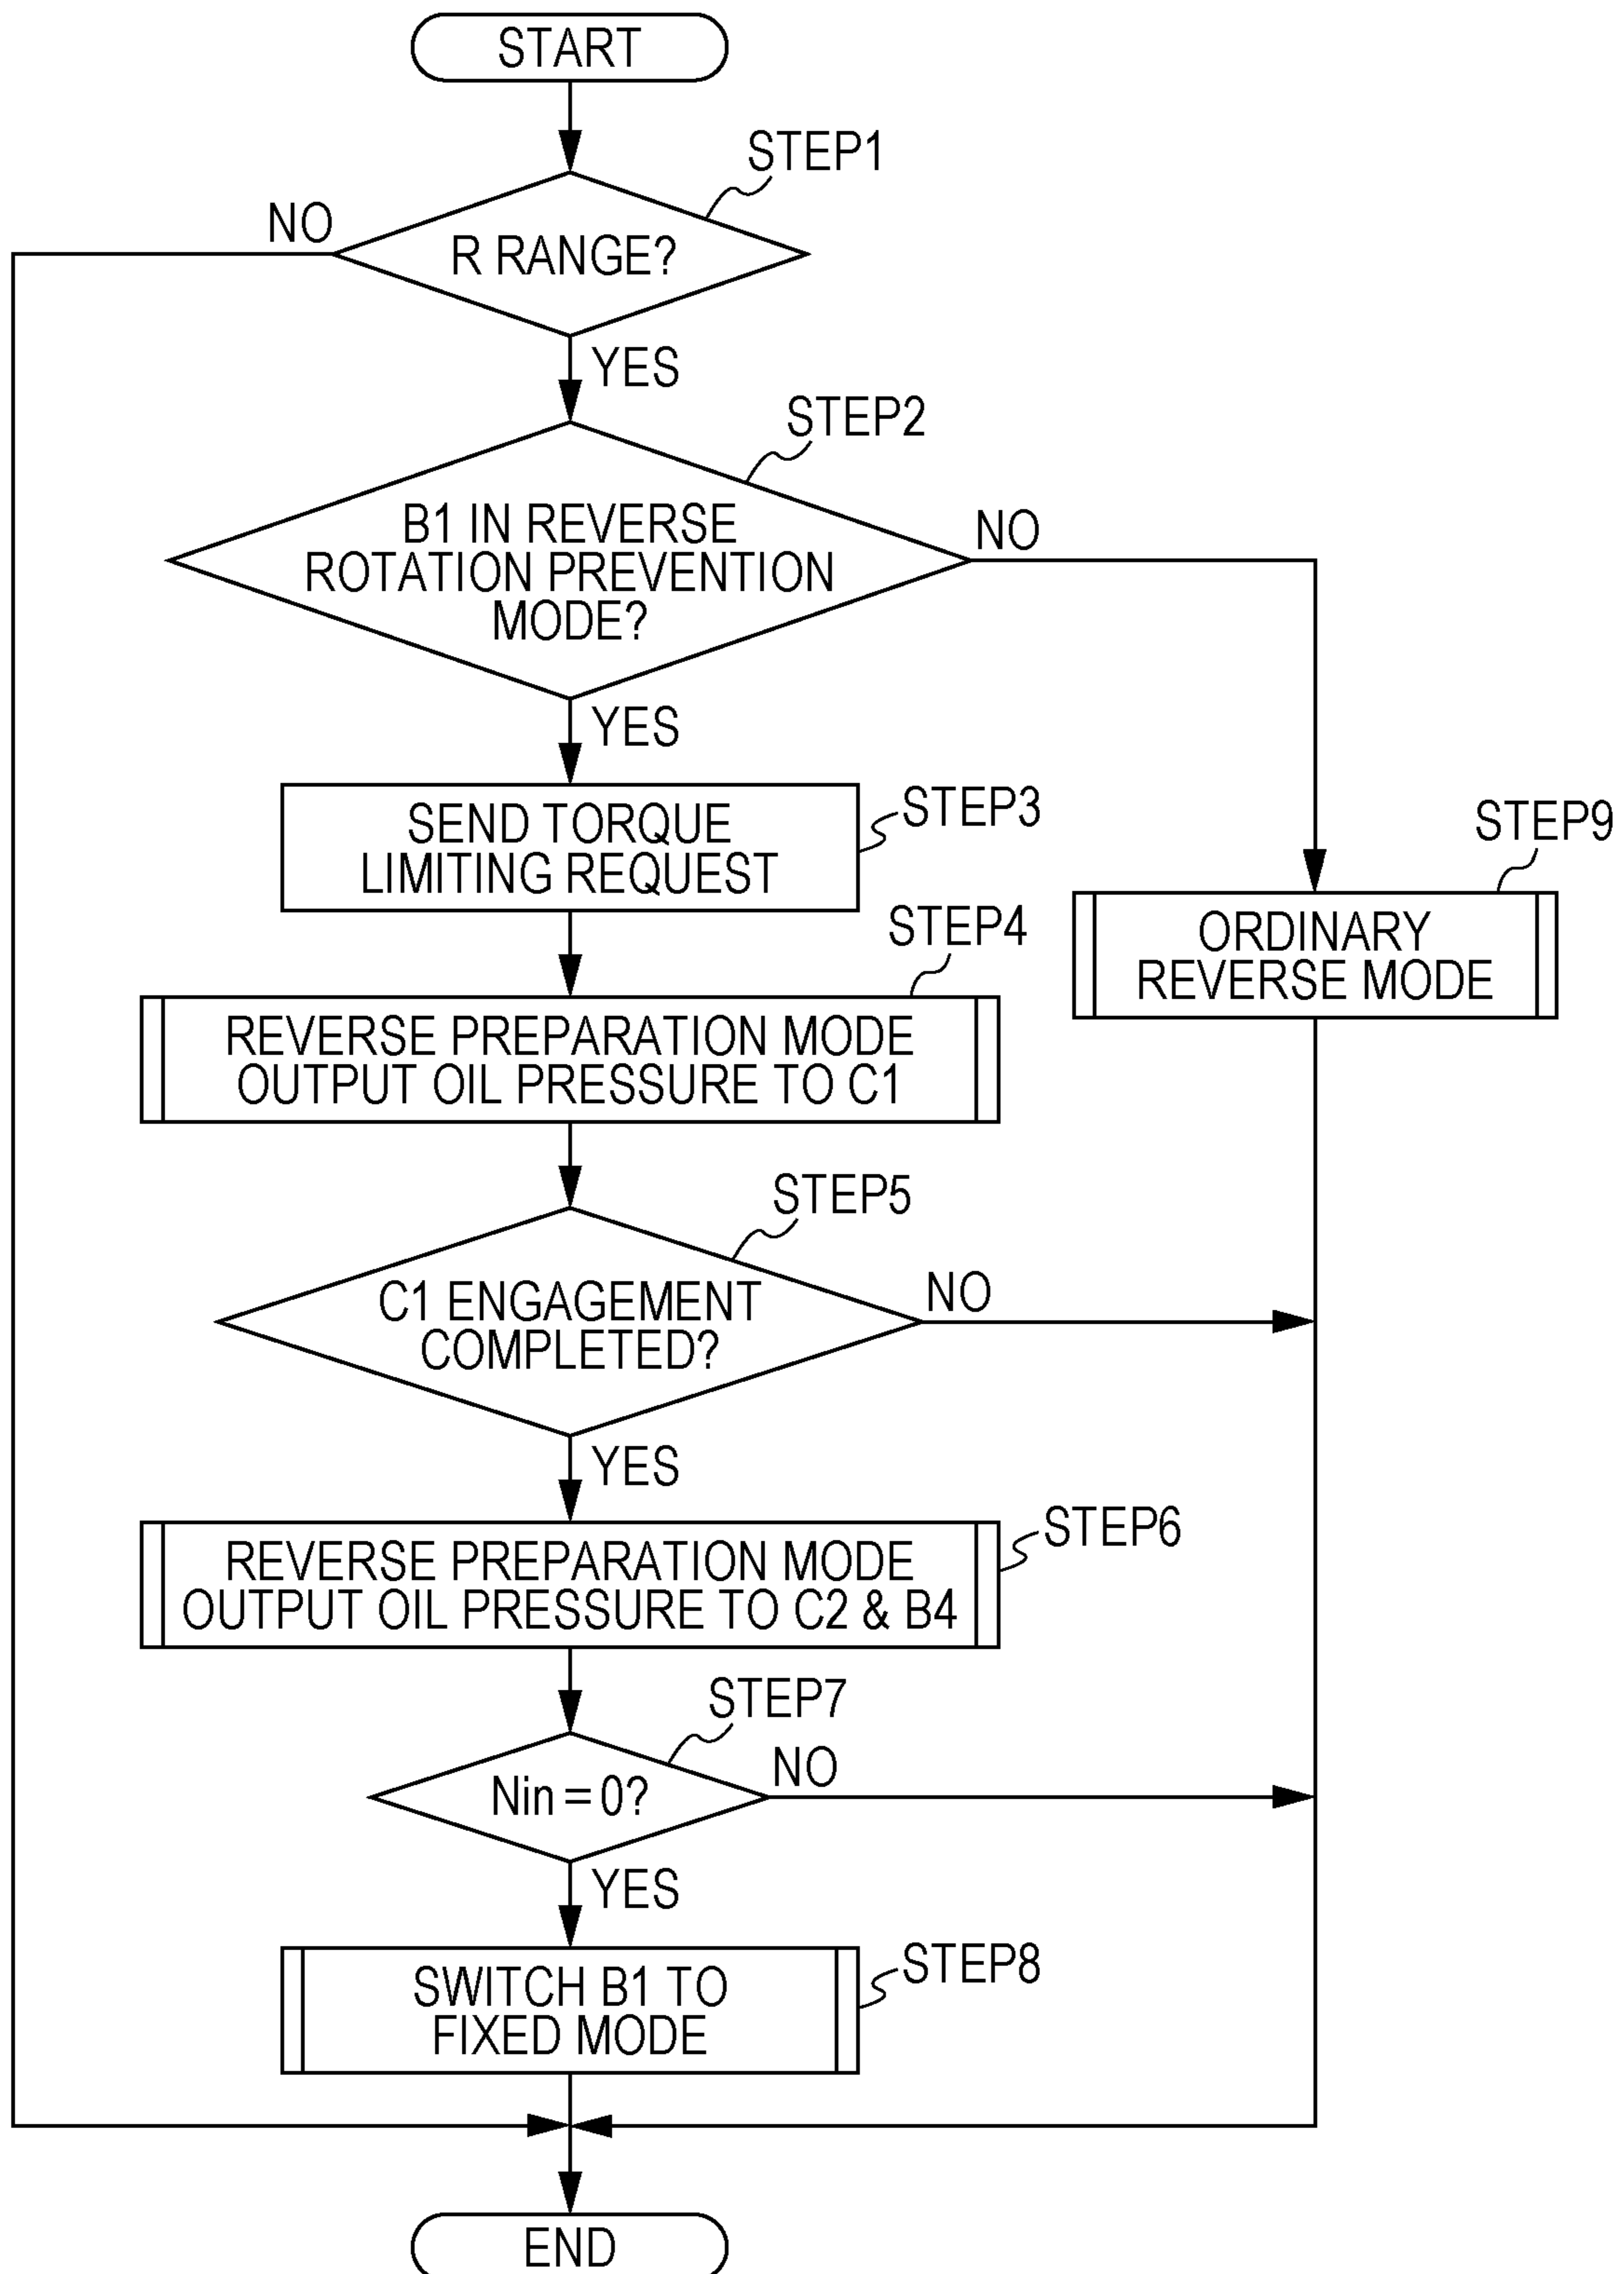 START
STEP1
NO
R RANGE?
YES
STEP2
B1 IN REVERSE
ROTATION PREVENTION
MODE?
NO
YES
SEND TORQUE
LIMITING REQUEST
STEP3
STEP9
ORDINARY
REVERSE MODE
STEP4
REVERSE PREPARATION MODE
OUTPUT OIL PRESSURE TO C1
STEP5
C1 ENGAGEMENT
COMPLETED?
NO
YES
STEP6
REVERSE PREPARATION MODE
OUTPUT OIL PRESSURE TO C2 & B4
STEP7
Nin = 0?
NO
YES
STEP8
SWITCH B1 TO
FIXED MODE
END